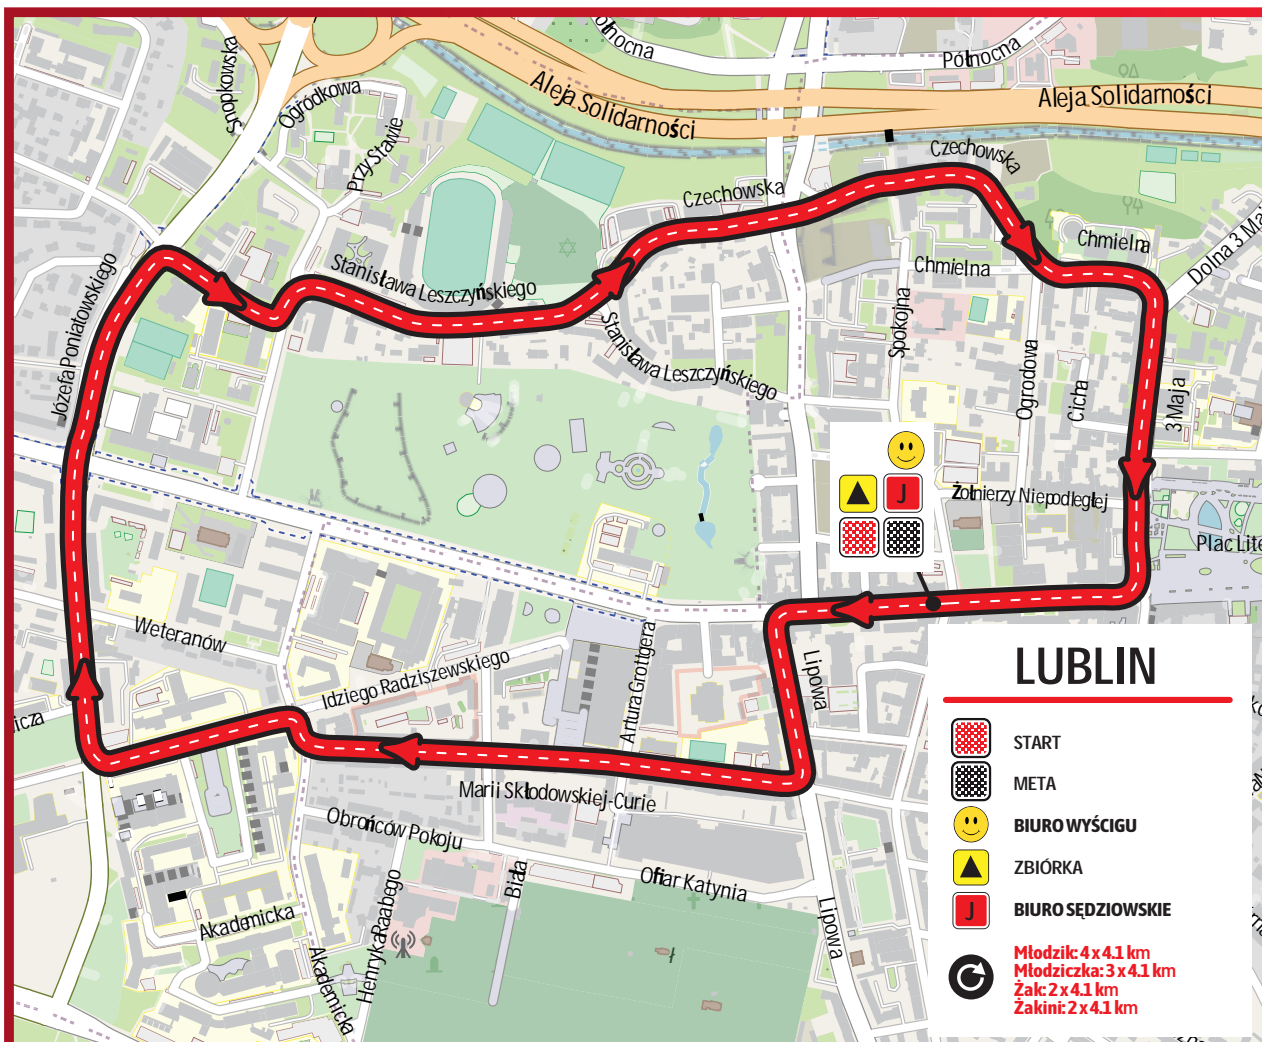 Północna
Aleja Solidarności
Aleja Solidarności
Snopkowska
Ogródkowa
Przy Stawie
Czechowska
Czechowska
Chmielna
Chmielna
Dolna 3 Maj
Józefa Poniatowskiego
Stanisława Leszczyńskiego
Stanisława Leszczyńskiego
Spokojna
Ogrodowa
Cicha
3 Maja
J
Żołnierzy Niepodległej
Plac Lite
Weteranów
Idziego Radziszewskiego
Artura Grottgera
Lipowa
icza
Marii Skłodowskiej-Curie
Obrońców Pokoju
Biała
Ofiar Katynia
Lipowa
Akademicka
Akademicka
Henryka Raabego
LUBLIN
START
META
BIURO WYŚCIGU
ZBIÓRKA
J
BIURO SĘDZIOWSKIE
Młodzik: 4 x 4.1 km
Młodziczka: 3 x 4.1 km
Żak: 2 x 4.1 km
Żakini: 2 x 4.1 km